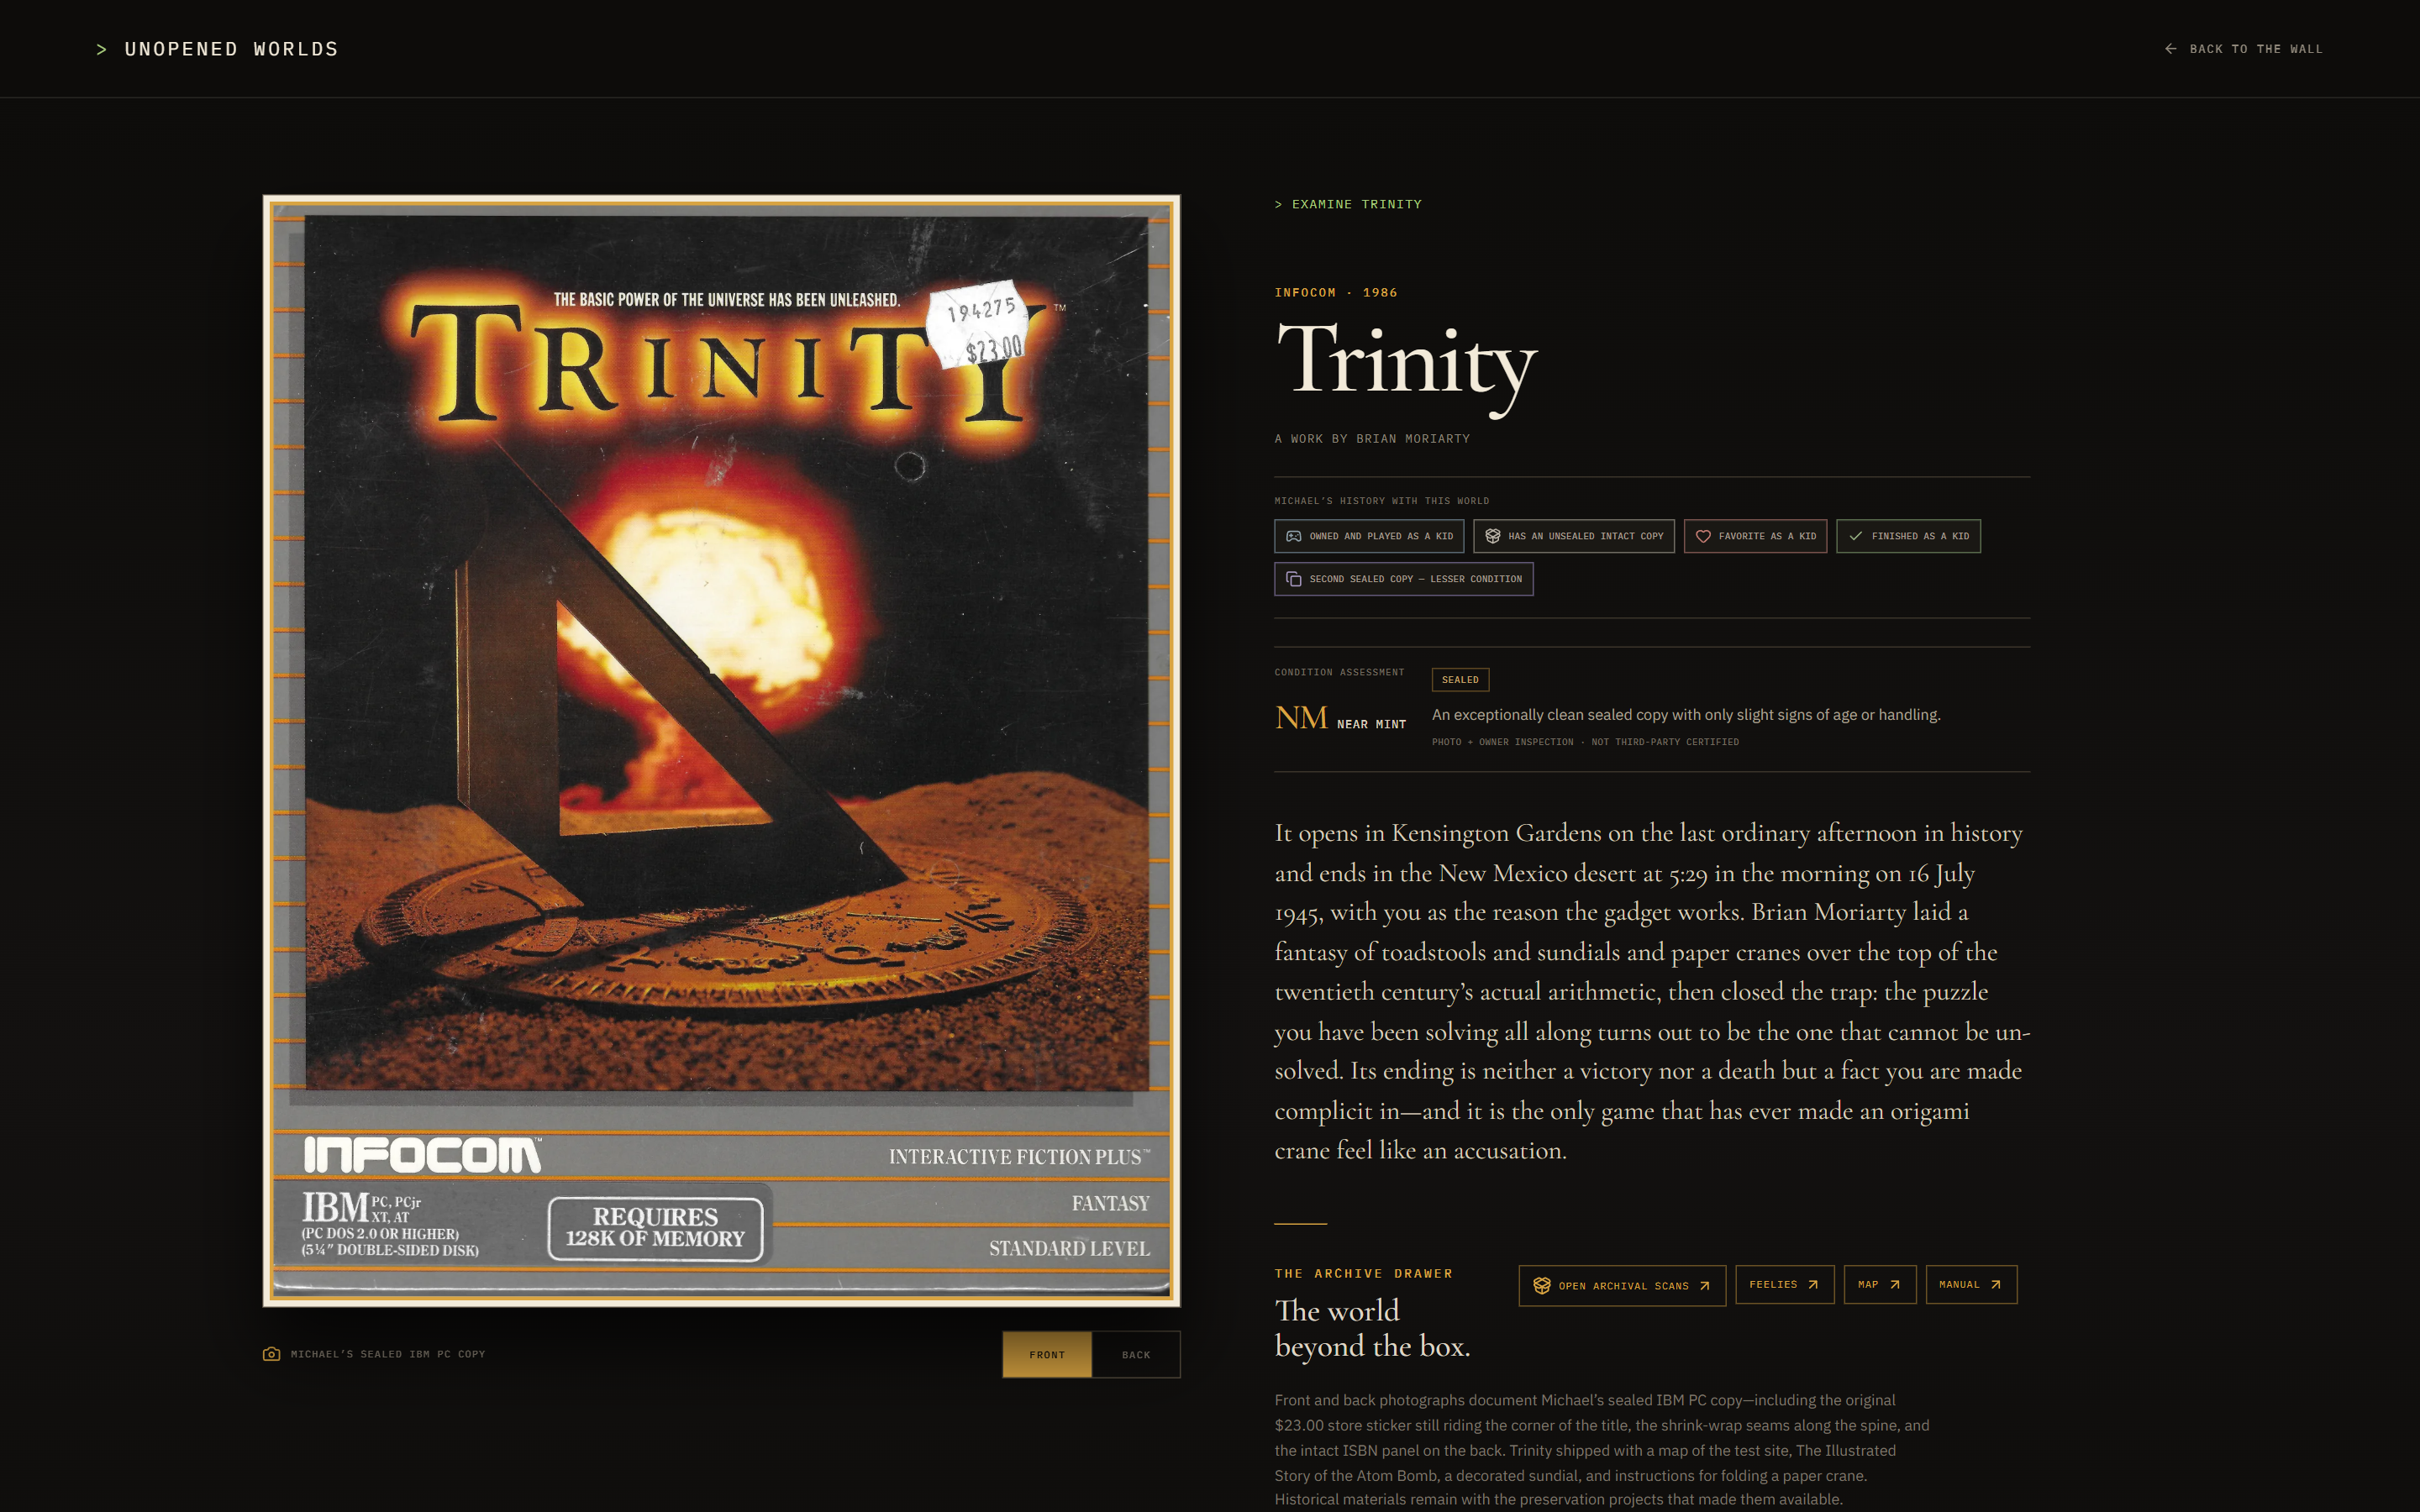 > UNOPENED WORLDS
← BACK TO THE WALL
THE BASIC POWER OF THE UNIVERSE HAS BEEN UNLEASHED.
TRINITY™
194275
$23.00
INFOCOM™
INTERACTIVE FICTION PLUS™
IBM PC, PCjr
XT, AT
(PC DOS 2.0 OR HIGHER)
(5¼″ DOUBLE-SIDED DISK)
REQUIRES
128K OF MEMORY
FANTASY
STANDARD LEVEL
MICHAEL'S SEALED IBM PC COPY
FRONT
BACK
> EXAMINE TRINITY
INFOCOM · 1986
Trinity
A WORK BY BRIAN MORIARTY
MICHAEL'S HISTORY WITH THIS WORLD
OWNED AND PLAYED AS A KID
HAS AN UNSEALED INTACT COPY
FAVORITE AS A KID
FINISHED AS A KID
SECOND SEALED COPY — LESSER CONDITION
CONDITION ASSESSMENT
NM NEAR MINT
SEALED
An exceptionally clean sealed copy with only slight signs of age or handling.
PHOTO + OWNER INSPECTION · NOT THIRD-PARTY CERTIFIED
It opens in Kensington Gardens on the last ordinary afternoon in history
and ends in the New Mexico desert at 5:29 in the morning on 16 July
1945, with you as the reason the gadget works. Brian Moriarty laid a
fantasy of toadstools and sundials and paper cranes over the top of the
twentieth century's actual arithmetic, then closed the trap: the puzzle
you have been solving all along turns out to be the one that cannot be un-
solved. Its ending is neither a victory nor a death but a fact you are made
complicit in—and it is the only game that has ever made an origami
crane feel like an accusation.
THE ARCHIVE DRAWER
The world
beyond the box.
OPEN ARCHIVAL SCANS ↗
FEELIES ↗
MAP ↗
MANUAL ↗
Front and back photographs document Michael's sealed IBM PC copy—including the original
$23.00 store sticker still riding the corner of the title, the shrink-wrap seams along the spine, and
the intact ISBN panel on the back. Trinity shipped with a map of the test site, The Illustrated
Story of the Atom Bomb, a decorated sundial, and instructions for folding a paper crane.
Historical materials remain with the preservation projects that made them available.